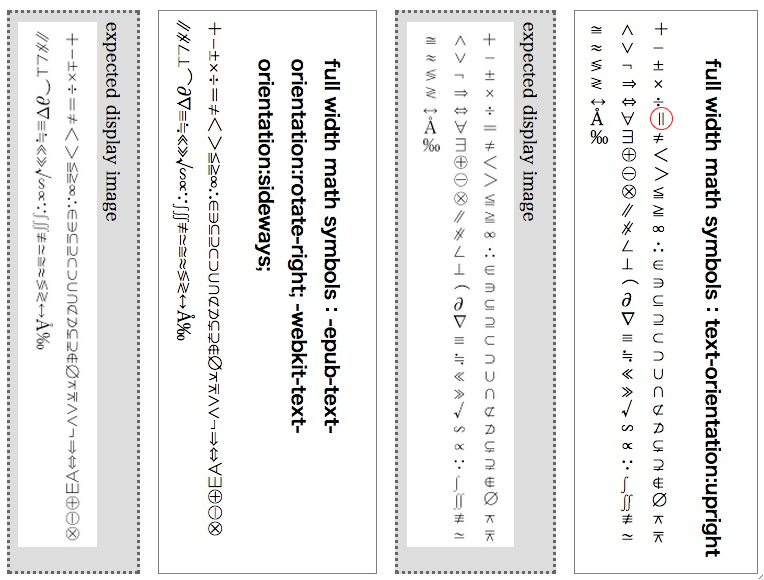 full width math symbols : text-orientation:upright
＋−±×÷＝≠＜＞≦≧∞∴∈∋⊆⊇⊂⊃∪∩⊄⊅⊊⊋∉∅⌅⌆
∧∨¬⇒⇔∀∃⊕⊖⊗∥∦∠⊥⌒∂∇≡≒≪≫√∽∝∵∫∬≢≃
≅≈≶≷↔Å‰
expected display image
＋−±×÷＝≠＜＞≦≧∞∴∈∋⊆⊇⊂⊃∪∩⊄⊅⊊⊋∉∅⌅⌆
∧∨¬⇒⇔∀∃⊕⊖⊗∥∦∠⊥⌒∂∇≡≒≪≫√∽∝∵∫∬≢≃
≅≈≶≷↔Å‰
full width math symbols : -epub-text-
orientation:rotate-right; -webkit-text-
orientation:sideways;
＋−±×÷＝≠＜＞≦≧∞∴∈∋⊆⊇⊂⊃∪∩⊄⊅⊊⊋∉∅⌅⌆∧∨¬⇒⇔∀∃⊕⊖⊗
∥∦∠⊥⌒∂∇≡≒≪≫√∽∝∵∫∬≢≃≅≈≶≷↔Å‰
expected display image
＋−±×÷＝≠＜＞≦≧∞∴∈∋⊆⊇⊂⊃∪∩⊄⊅⊊⊋∉∅⌅⌆∧∨¬⇒⇔∀∃⊕⊖⊗
∥∦∠⊥⌒∂∇≡≒≪≫√∽∝∵∫∬≢≃≅≈≶≷↔Å‰